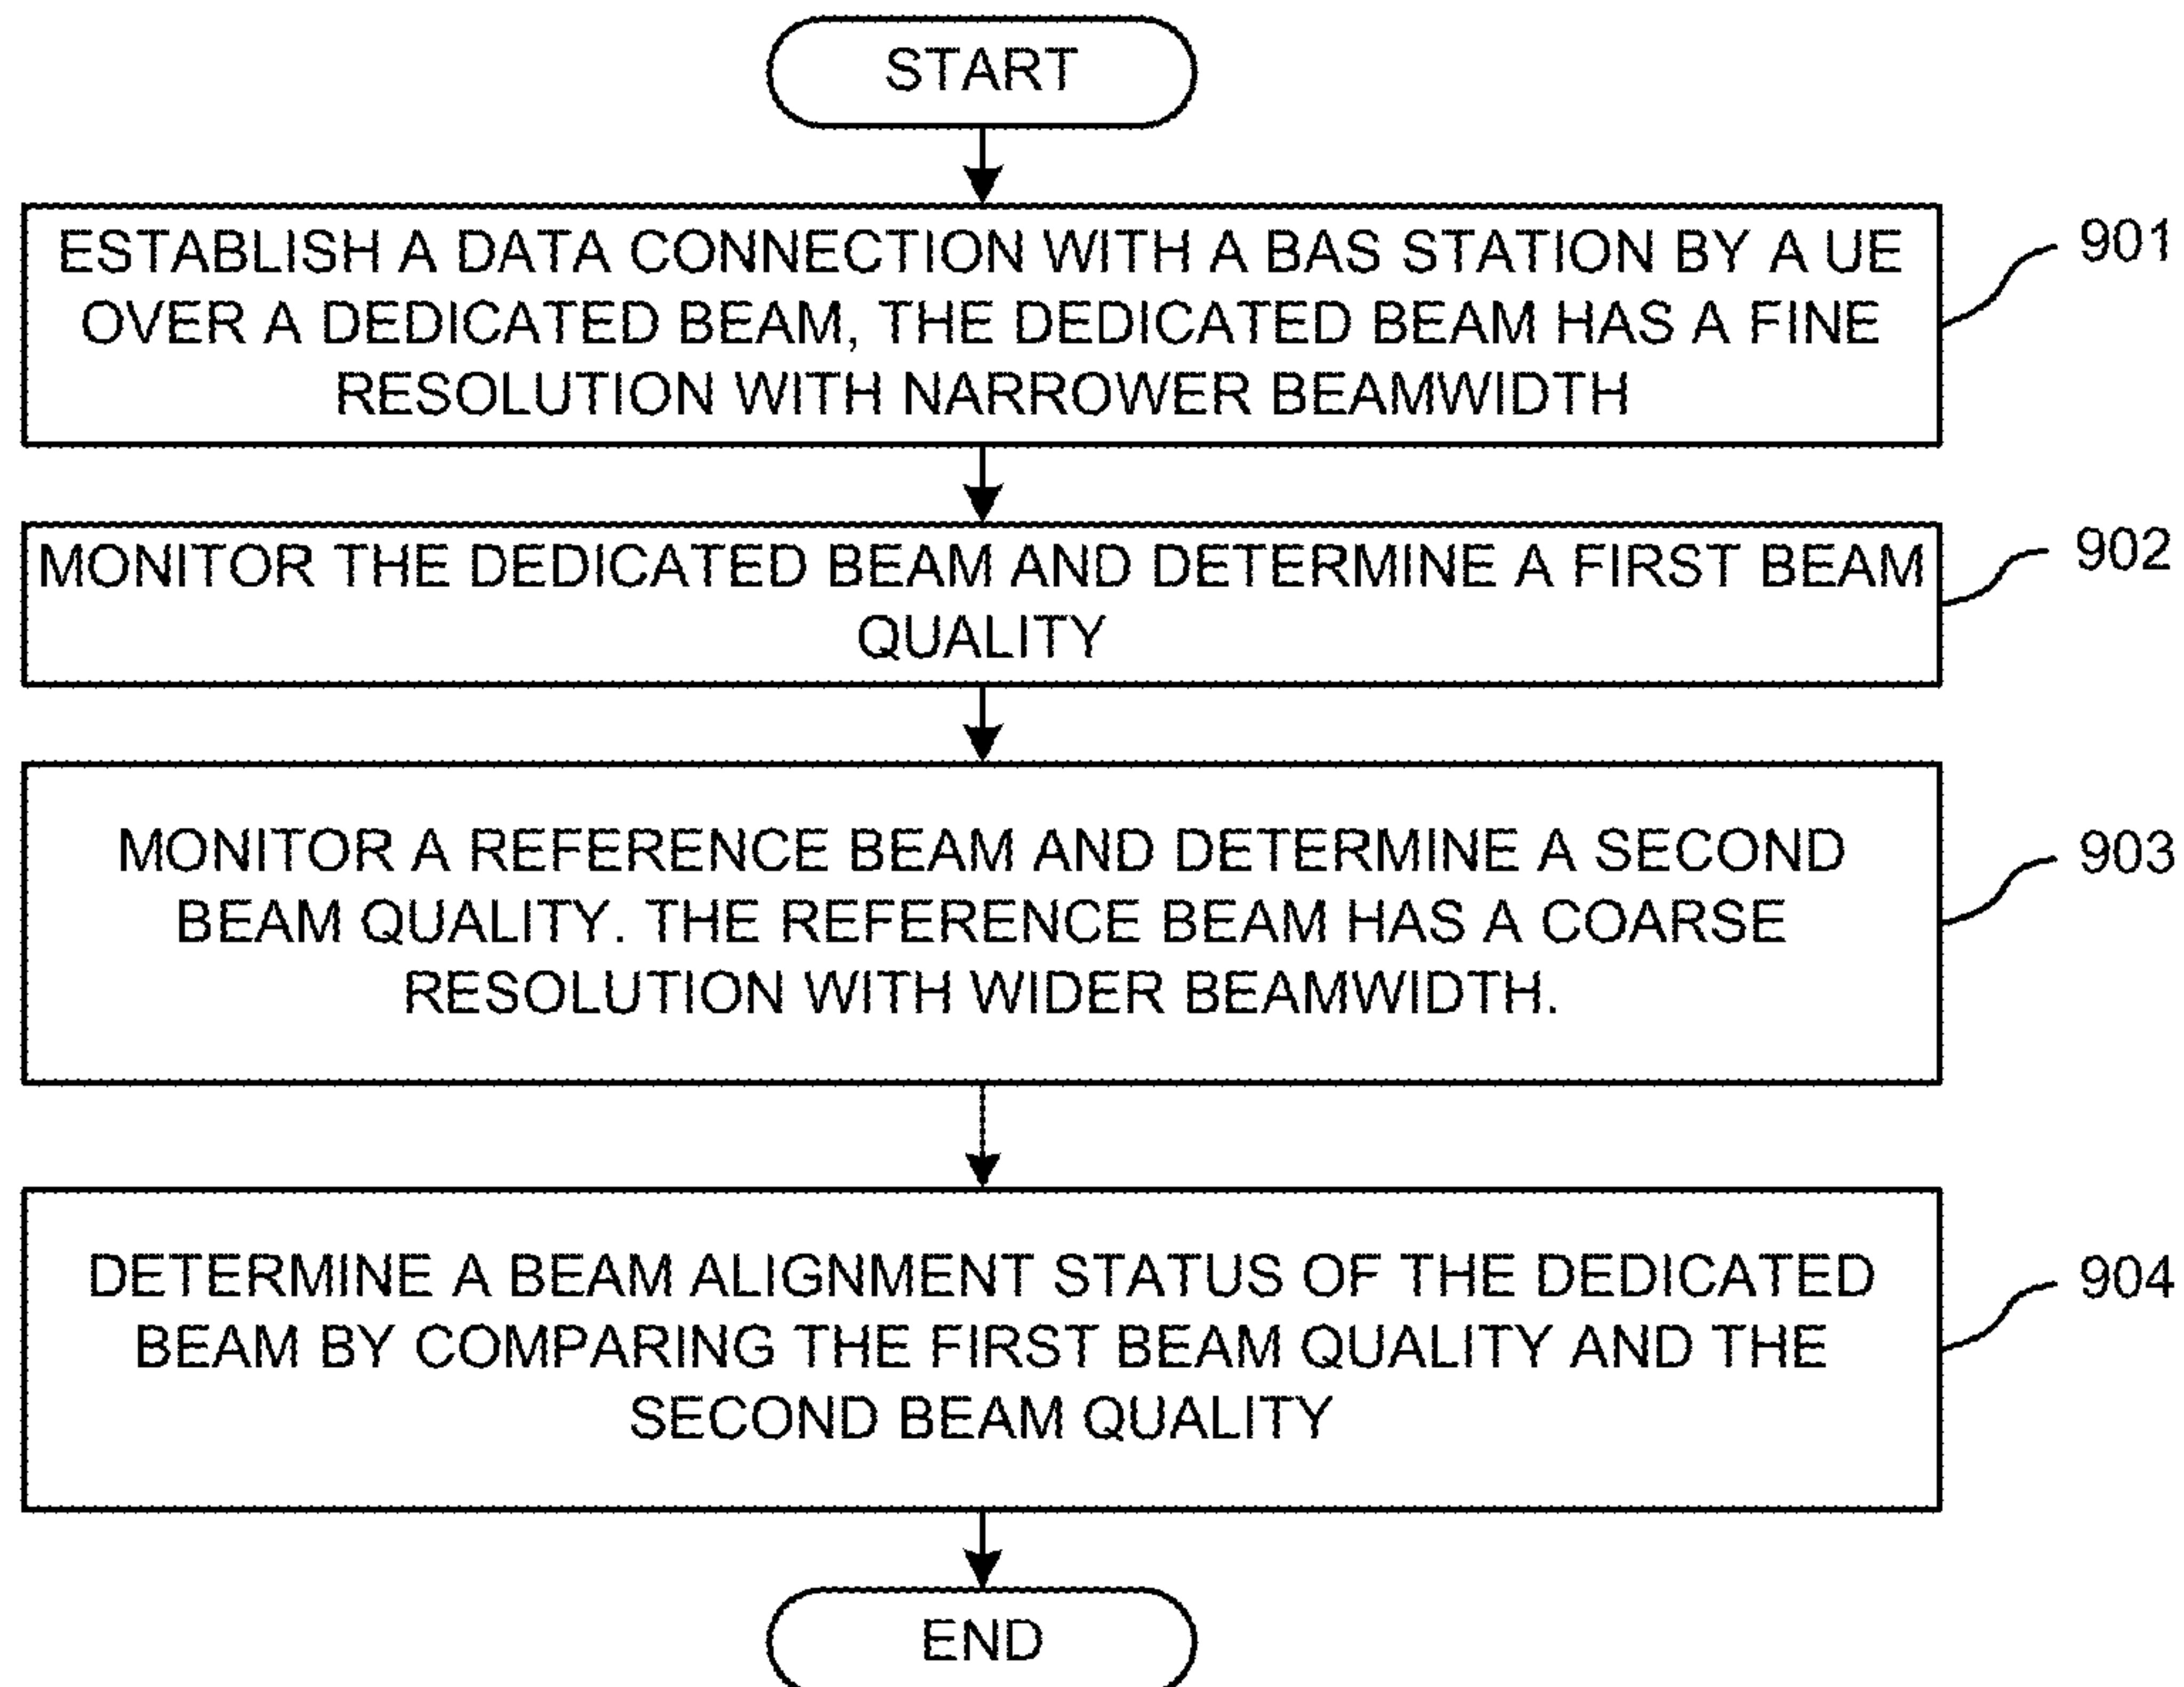 START
ESTABLISH A DATA CONNECTION WITH A BAS STATION BY A UE
OVER A DEDICATED BEAM, THE DEDICATED BEAM HAS A FINE
RESOLUTION WITH NARROWER BEAMWIDTH
901
MONITOR THE DEDICATED BEAM AND DETERMINE A FIRST BEAM
QUALITY
902
MONITOR A REFERENCE BEAM AND DETERMINE A SECOND
BEAM QUALITY. THE REFERENCE BEAM HAS A COARSE
RESOLUTION WITH WIDER BEAMWIDTH.
903
DETERMINE A BEAM ALIGNMENT STATUS OF THE DEDICATED
BEAM BY COMPARING THE FIRST BEAM QUALITY AND THE
SECOND BEAM QUALITY
904
END